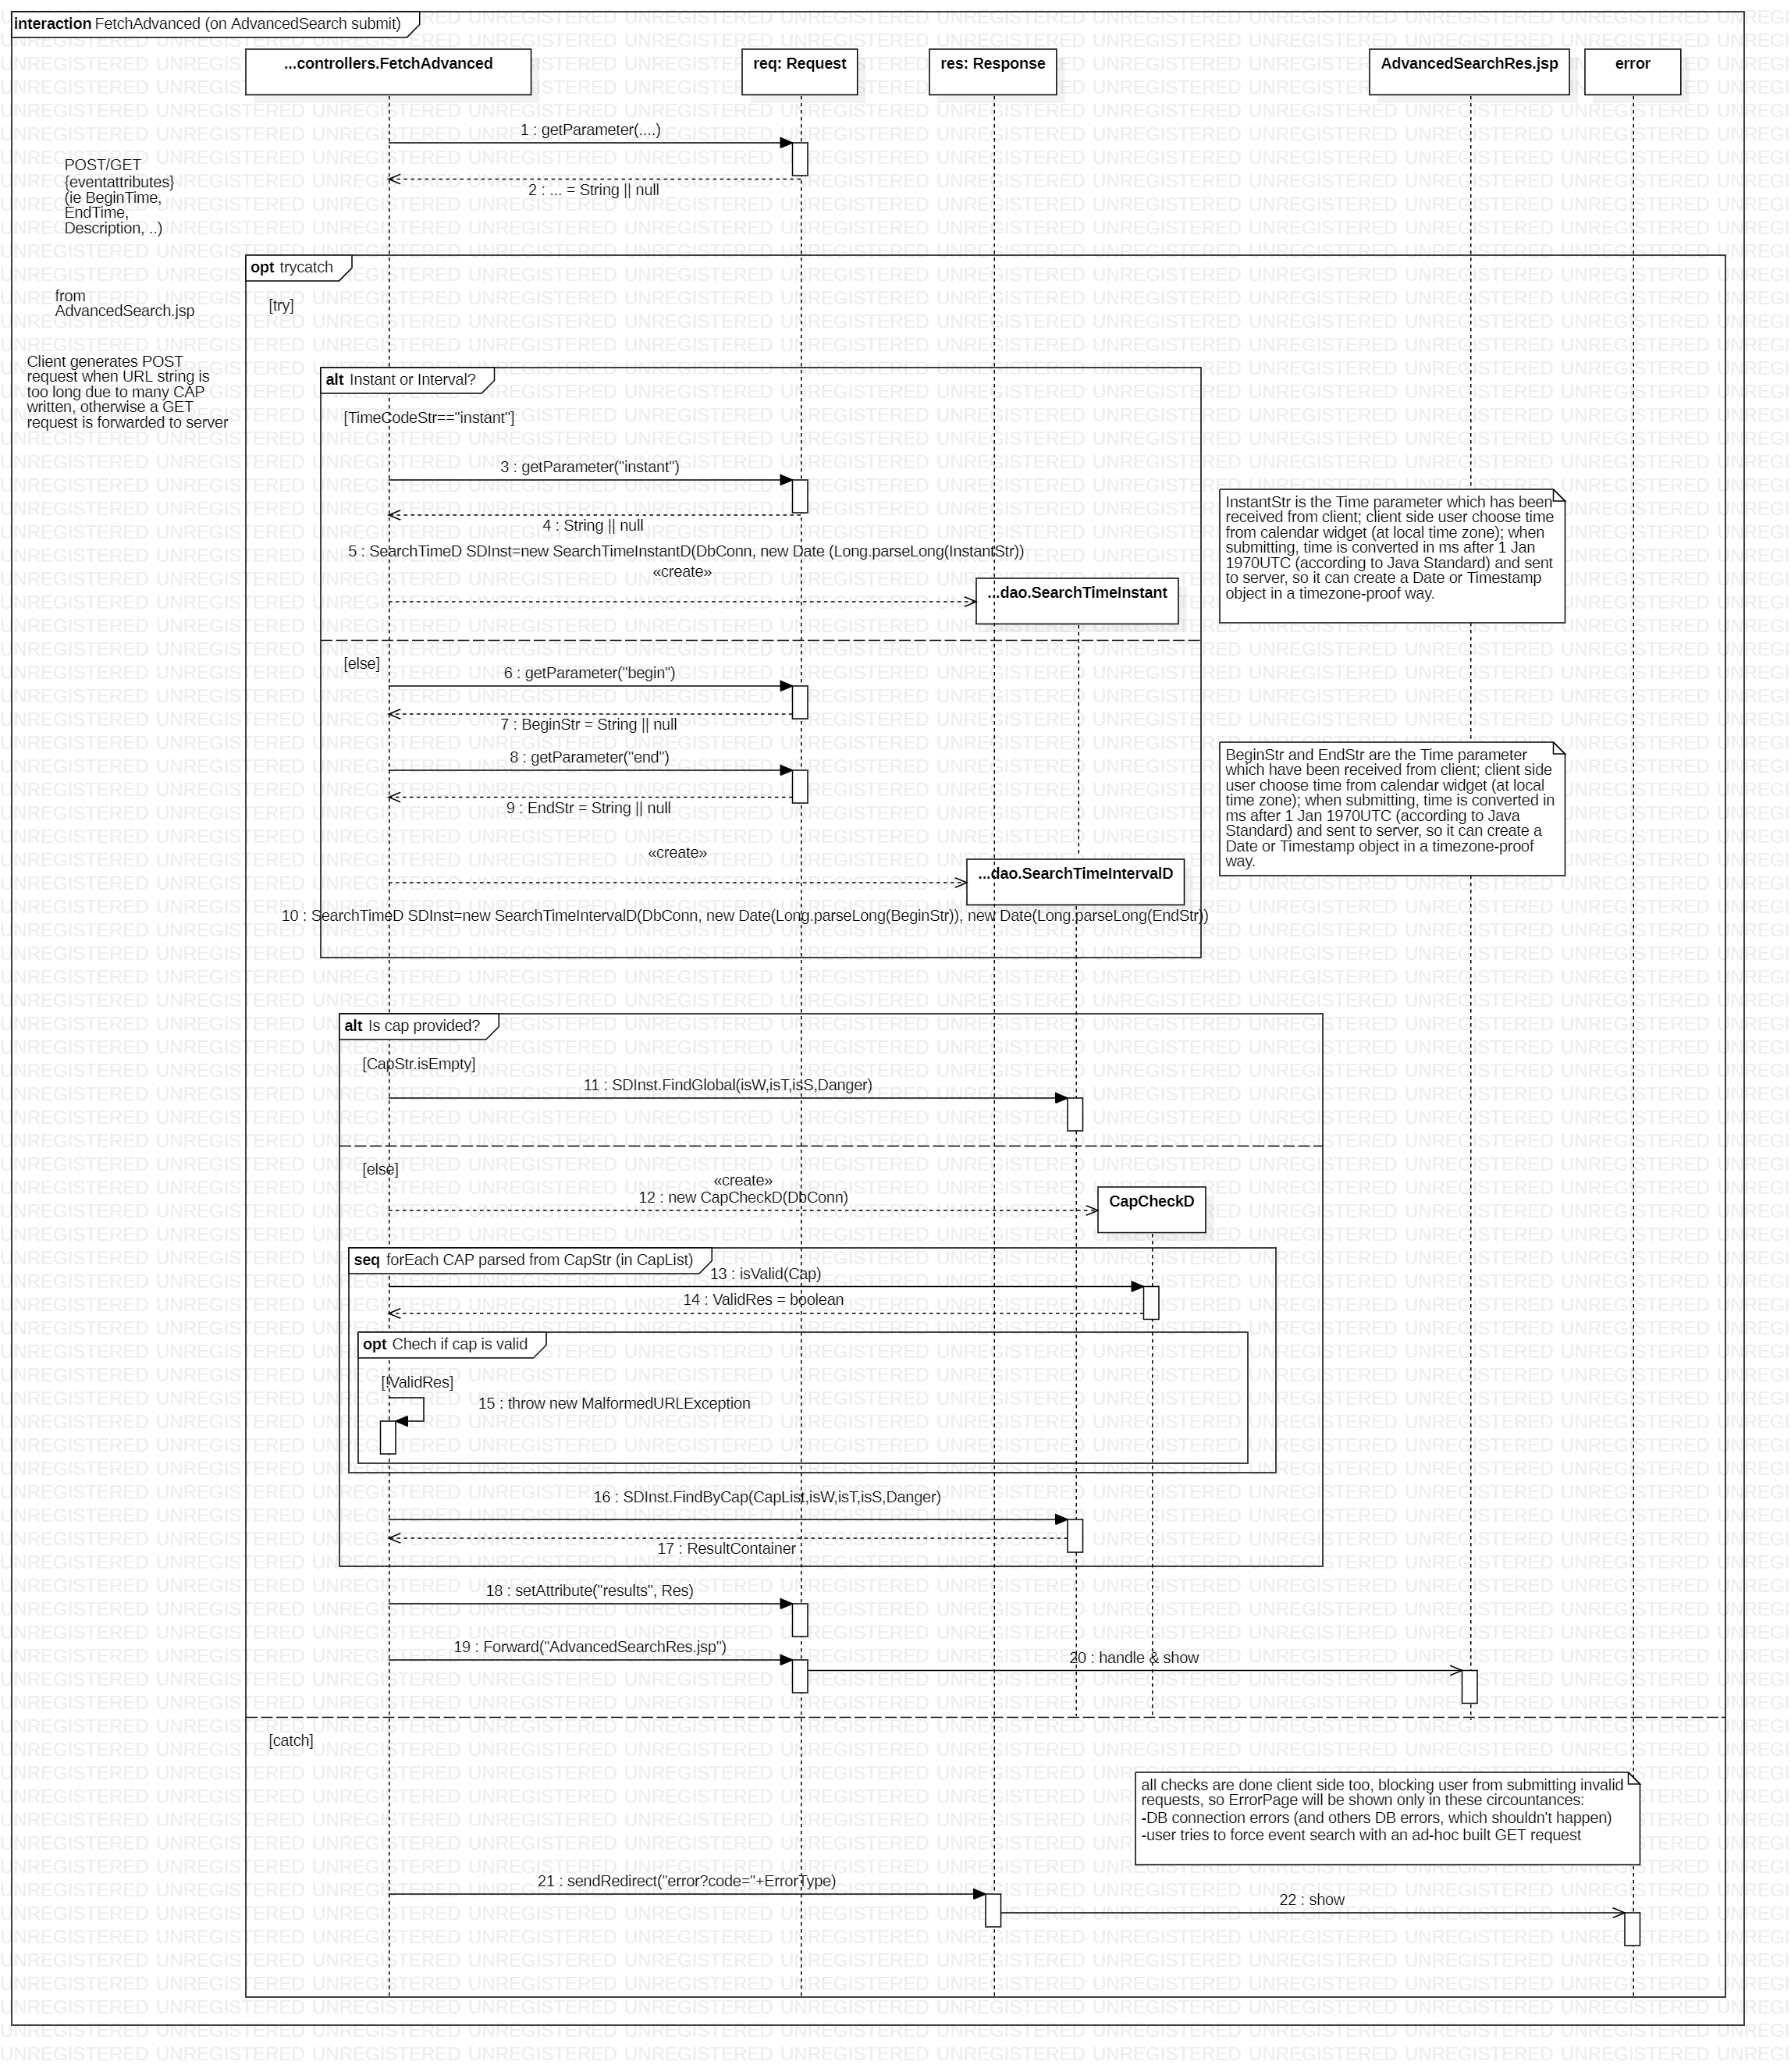 interaction FetchAdvanced (on AdvancedSearch submit)
...controllers.FetchAdvanced
req: Request
res: Response
AdvancedSearchRes.jsp
error
1 : getParameter(....)
POST/GET
{eventattributes}
(ie BeginTime,
EndTime,
Description, ..)
2 : ... = String || null
opt trycatch
from
AdvancedSearch.jsp
[try]
Client generates POST
request when URL string is
too long due to many CAP
written, otherwise a GET
request is forwarded to server
alt Instant or Interval?
[TimeCodeStr=="instant"]
3 : getParameter("instant")
4 : String || null
5 : SearchTimeD SDInst=new SearchTimeInstantD(DbConn, new Date (Long.parseLong(InstantStr))
«create»
...dao.SearchTimeInstant
InstantStr is the Time parameter which has been
received from client; client side user choose time
from calendar widget (at local time zone); when
submitting, time is converted in ms after 1 Jan
1970UTC (according to Java Standard) and sent
to server, so it can create a Date or Timestamp
object in a timezone-proof way.
[else]
6 : getParameter("begin")
7 : BeginStr = String || null
8 : getParameter("end")
9 : EndStr = String || null
BeginStr and EndStr are the Time parameter
which have been received from client; client side
user choose time from calendar widget (at local
time zone); when submitting, time is converted in
ms after 1 Jan 1970UTC (according to Java
Standard) and sent to server, so it can create a
Date or Timestamp object in a timezone-proof
way.
«create»
...dao.SearchTimeIntervalD
10 : SearchTimeD SDInst=new SearchTimeIntervalD(DbConn, new Date(Long.parseLong(BeginStr)), new Date(Long.parseLong(EndStr))
alt Is cap provided?
[CapStr.isEmpty]
11 : SDInst.FindGlobal(isW,isT,isS,Danger)
[else]
«create»
12 : new CapCheckD(DbConn)
CapCheckD
seq forEach CAP parsed from CapStr (in CapList)
13 : isValid(Cap)
14 : ValidRes = boolean
opt Chech if cap is valid
[!ValidRes]
15 : throw new MalformedURLException
16 : SDInst.FindByCap(CapList,isW,isT,isS,Danger)
17 : ResultContainer
18 : setAttribute("results", Res)
19 : Forward("AdvancedSearchRes.jsp")
20 : handle & show
[catch]
all checks are done client side too, blocking user from submitting invalid
requests, so ErrorPage will be shown only in these circountances:
-DB connection errors (and others DB errors, which shouldn't happen)
-user tries to force event search with an ad-hoc built GET request
21 : sendRedirect("error?code="+ErrorType)
22 : show